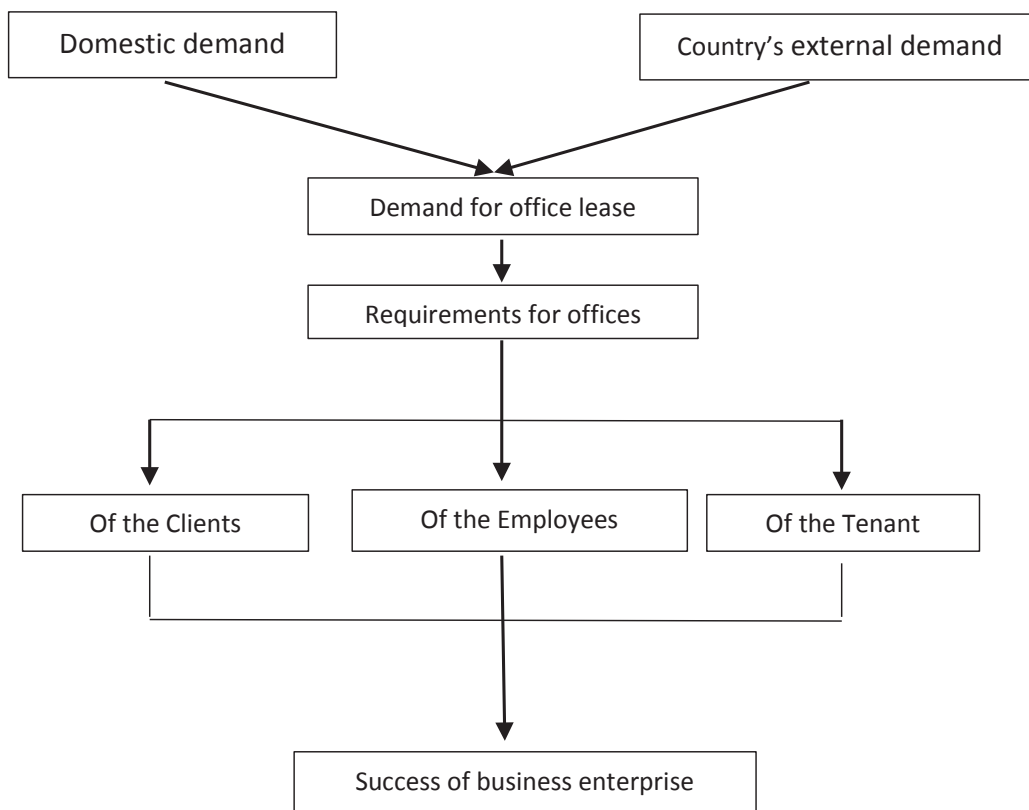 Domestic demand
Country’s external demand
Demand for office lease
Requirements for offices
Of the Clients
Of the Employees
Of the Tenant
Success of business enterprise